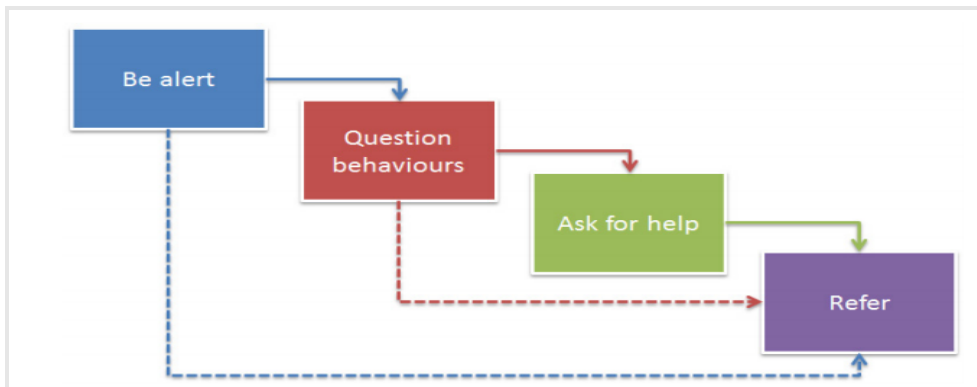 Be alert
Question
behaviours
Ask for help
Refer